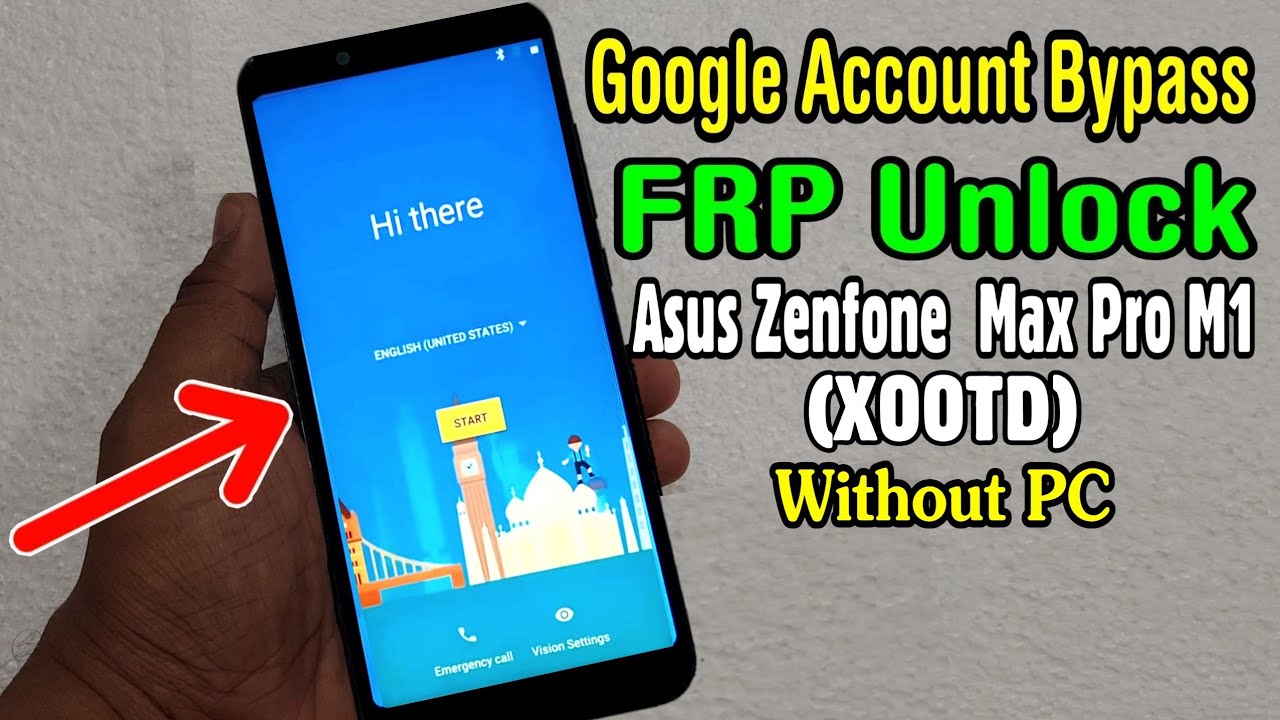 Google Account Bypass
FRP Unlock
Asus Zenfone Max Pro M1
(X00TD)
Without PC
Hi there
ENGLISH (UNITED STATES)
START
Emergency call
Vision Settings